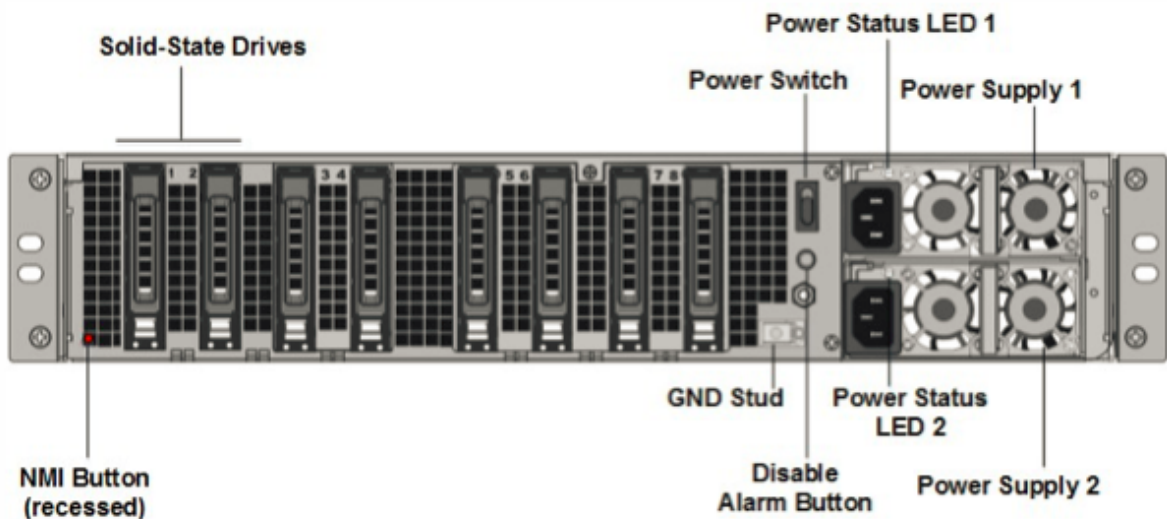 Power Status LED 1
Solid-State Drives
Power Switch
Power Supply 1
1 2
3 4
5 6
7 8
GND Stud
Power Status
LED 2
NMI Button
(recessed)
Disable
Alarm Button
Power Supply 2